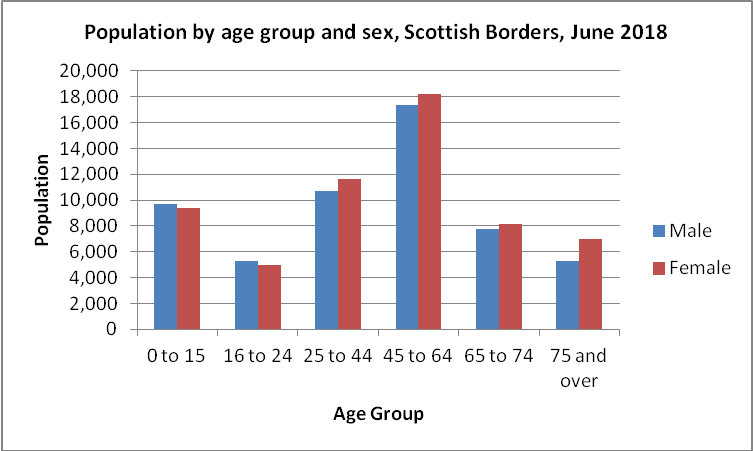 Population by age group and sex, Scottish Borders, June 2018
20,000
18,000
16,000
14,000
12,000
10,000
8,000
6,000
4,000
2,000
0
Population
0 to 15
16 to 24
25 to 44
45 to 64
65 to 74
75 and
over
Age Group
Male
Female